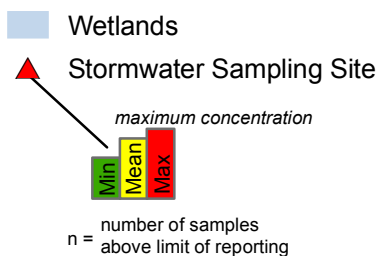 Wetlands
Stormwater Sampling Site
maximum concentration
Min
Mean
Max
n = number of samples
above limit of reporting